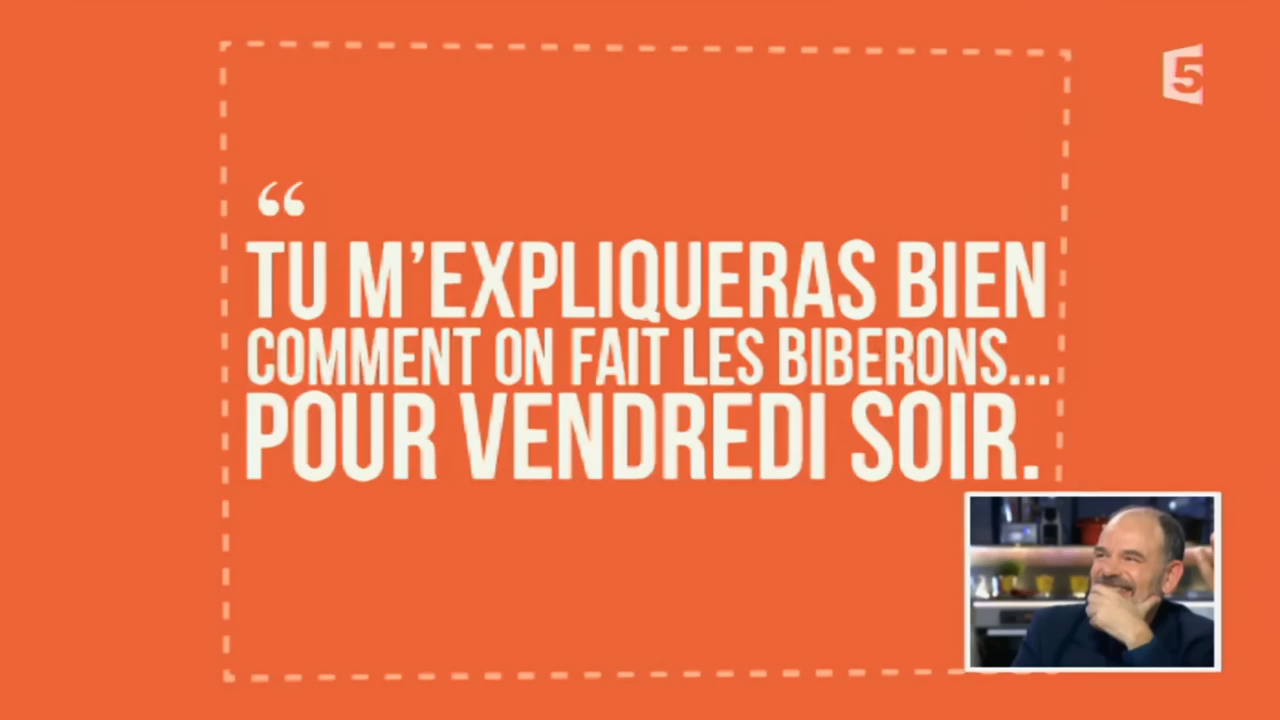 5
“
TU M’EXPLIQUERAS BIEN
COMMENT ON FAIT LES BIBERONS...
POUR VENDREDI SOIR.